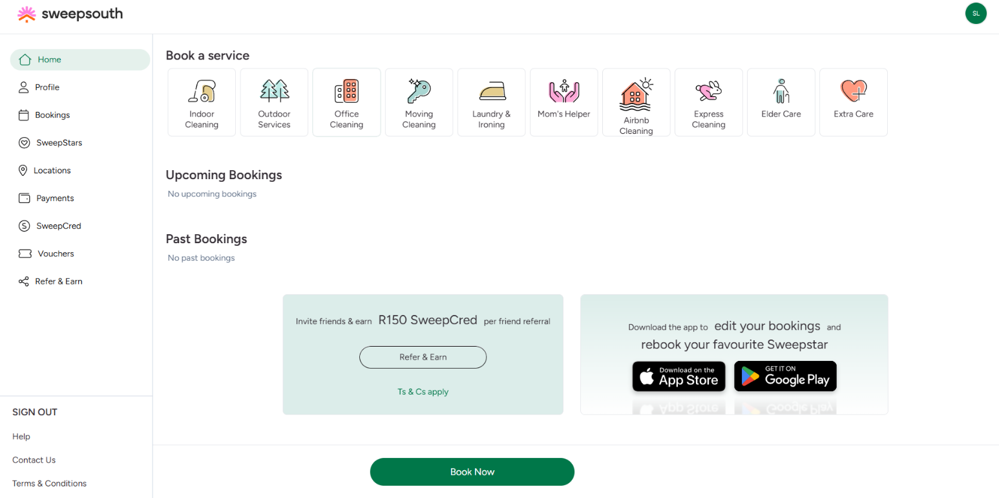 sweepsouth
SL
Home
Profile
Bookings
SweepStars
Locations
Payments
SweepCred
Vouchers
Refer & Earn
SIGN OUT
Help
Contact Us
Terms & Conditions
Book a service
Indoor
Cleaning
Outdoor
Services
Office
Cleaning
Moving
Cleaning
Laundry &
Ironing
Mom's Helper
Airbnb
Cleaning
Express
Cleaning
Elder Care
Extra Care
Upcoming Bookings
No upcoming bookings
Past Bookings
No past bookings
Invite friends & earn R150 SweepCred per friend referral
Refer & Earn
Ts & Cs apply
Download the app to edit your bookings and
rebook your favourite Sweepstar
Download on the
App Store
GET IT ON
Google Play
Book Now